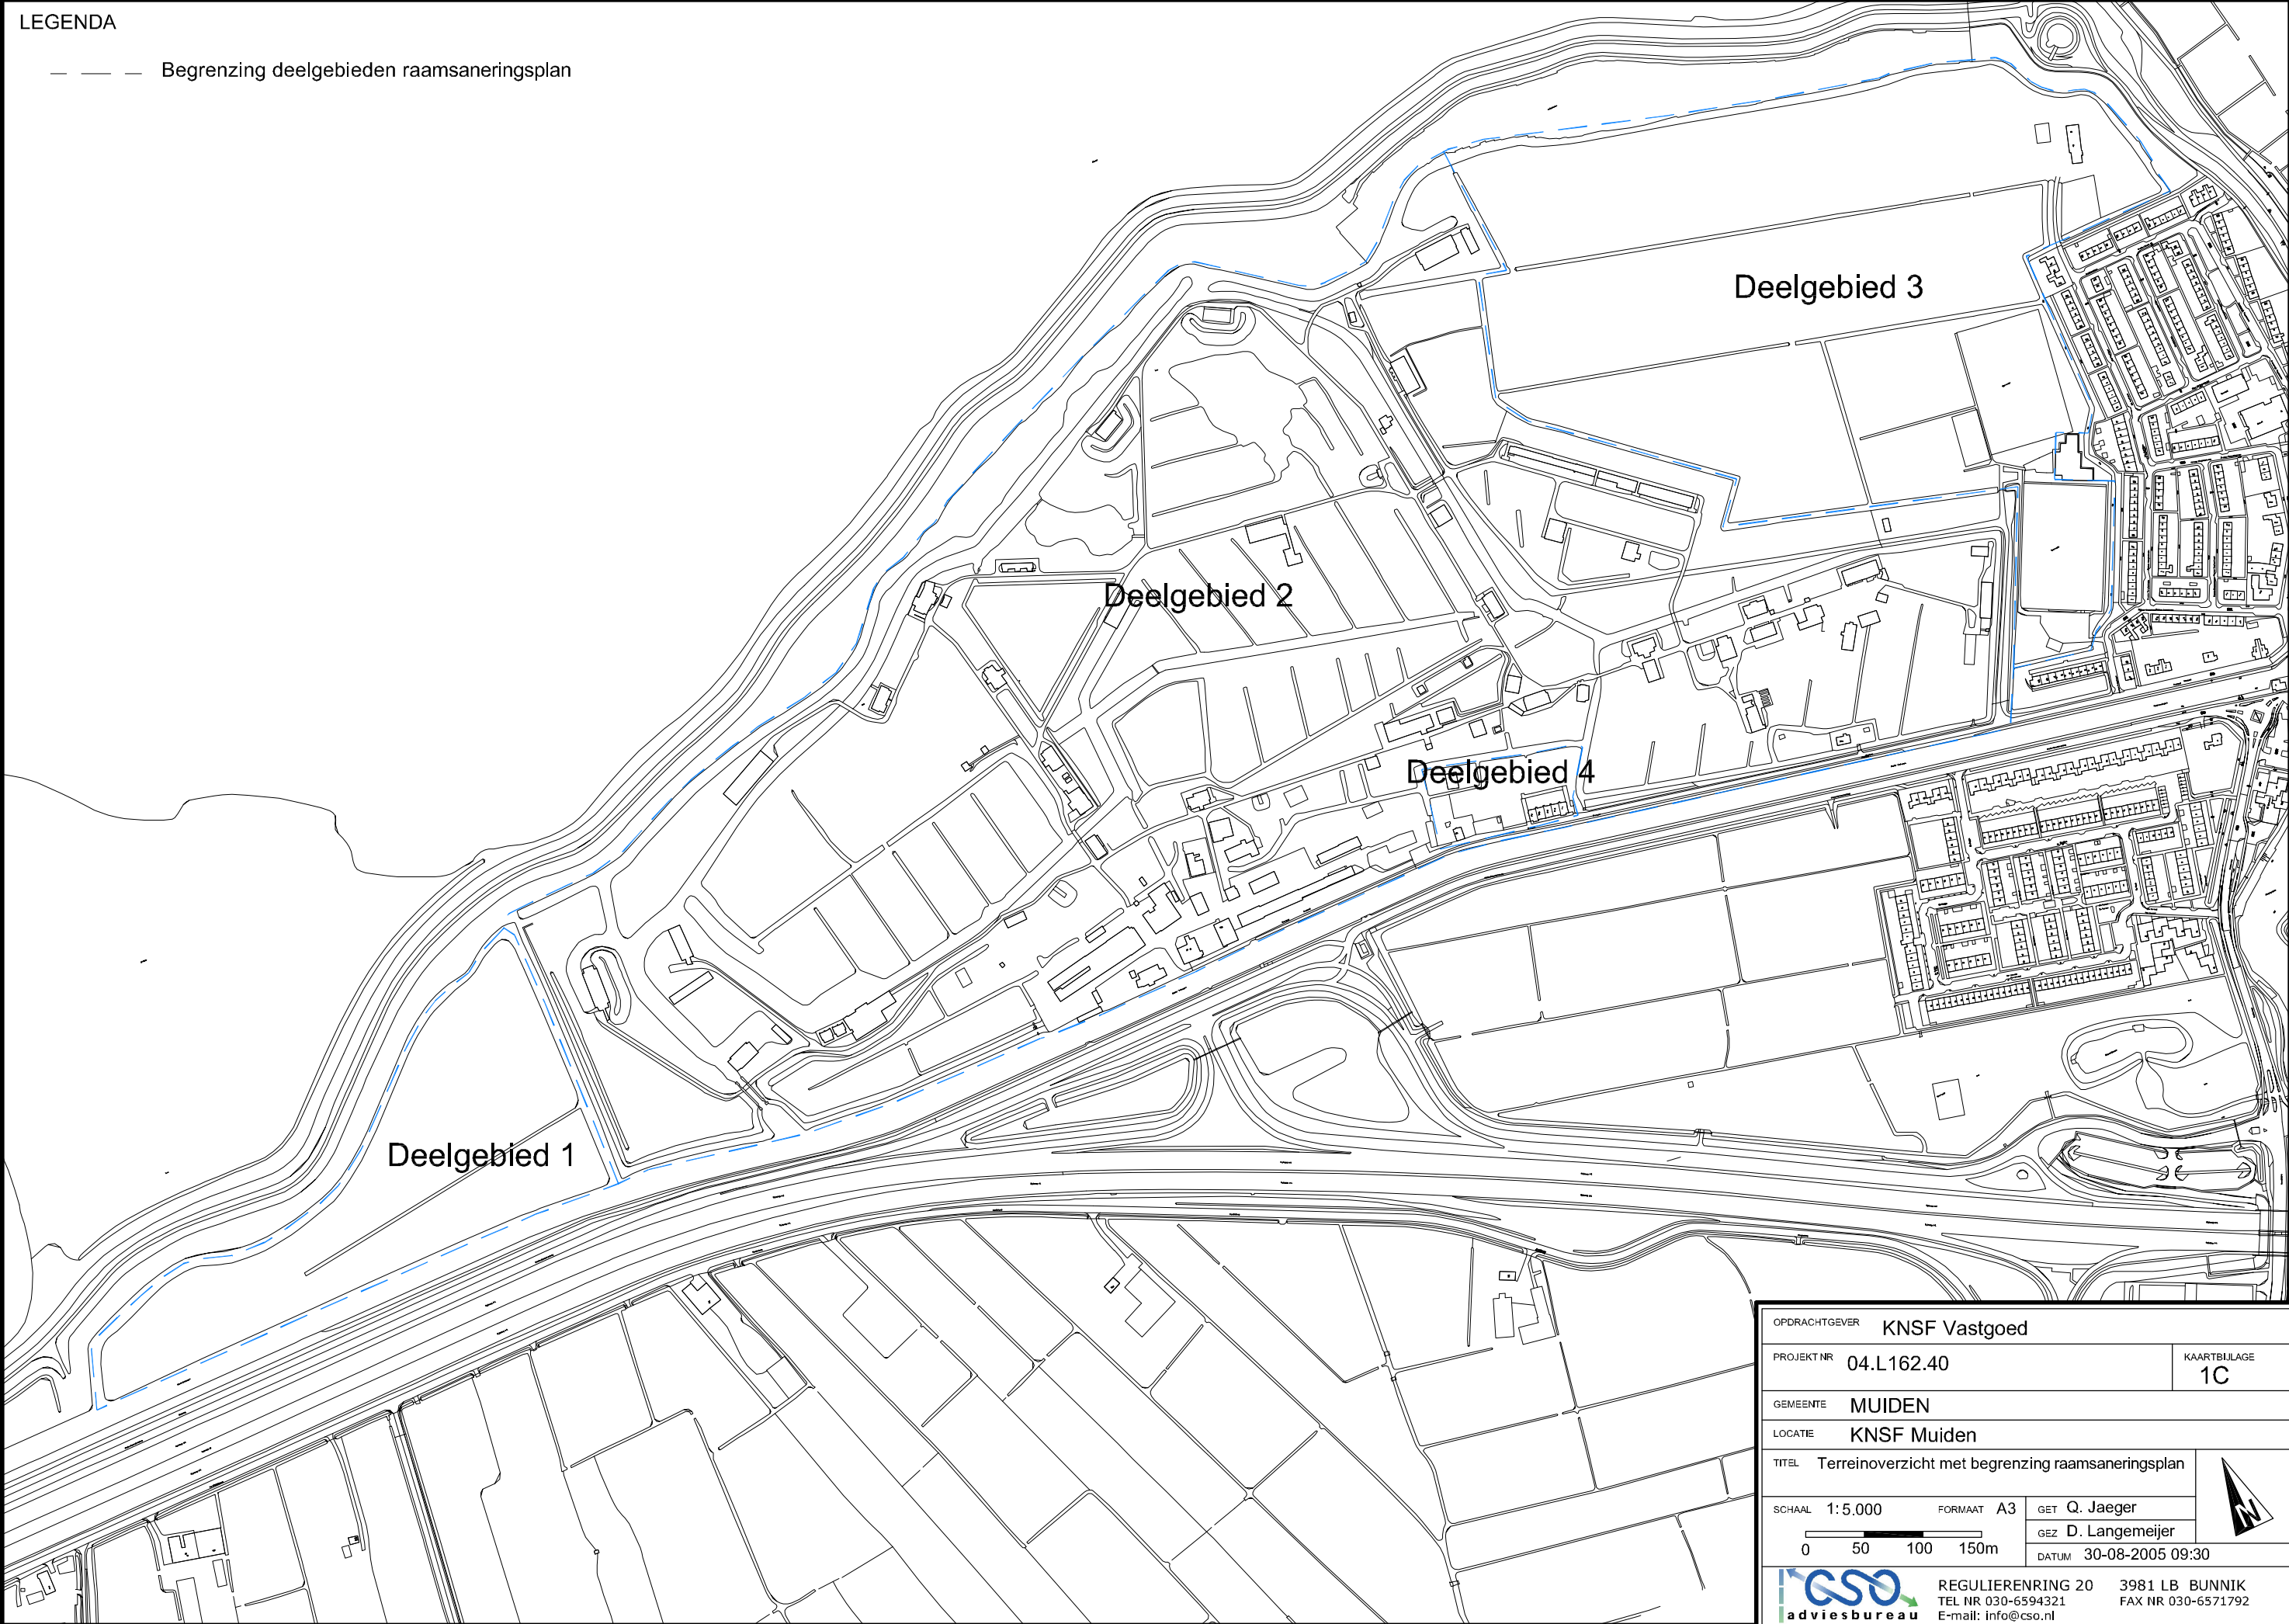 LEGENDA
Begrenzing deelgebieden raamsaneringsplan
Deelgebied 3
Deelgebied 2
Deelgebied 4
Deelgebied 1
OPDRACHTGEVER KNSF Vastgoed
PROJEKT NR 04.L162.40
KAARTBIJLAGE
1C
GEMEENTE MUIDEN
LOCATIE KNSF Muiden
TITEL Terreinoverzicht met begrenzing raamsaneringsplan
SCHAAL 1:5.000 FORMAAT A3
GET Q. Jaeger
GEZ D. Langemeijer
0 50 100 150m
DATUM 30-08-2005 09:30
N
CSO
adviesbureau
REGULIERENRING 20 3981 LB BUNNIK
TEL NR 030-6594321 FAX NR 030-6571792
E-mail: info@cso.nl